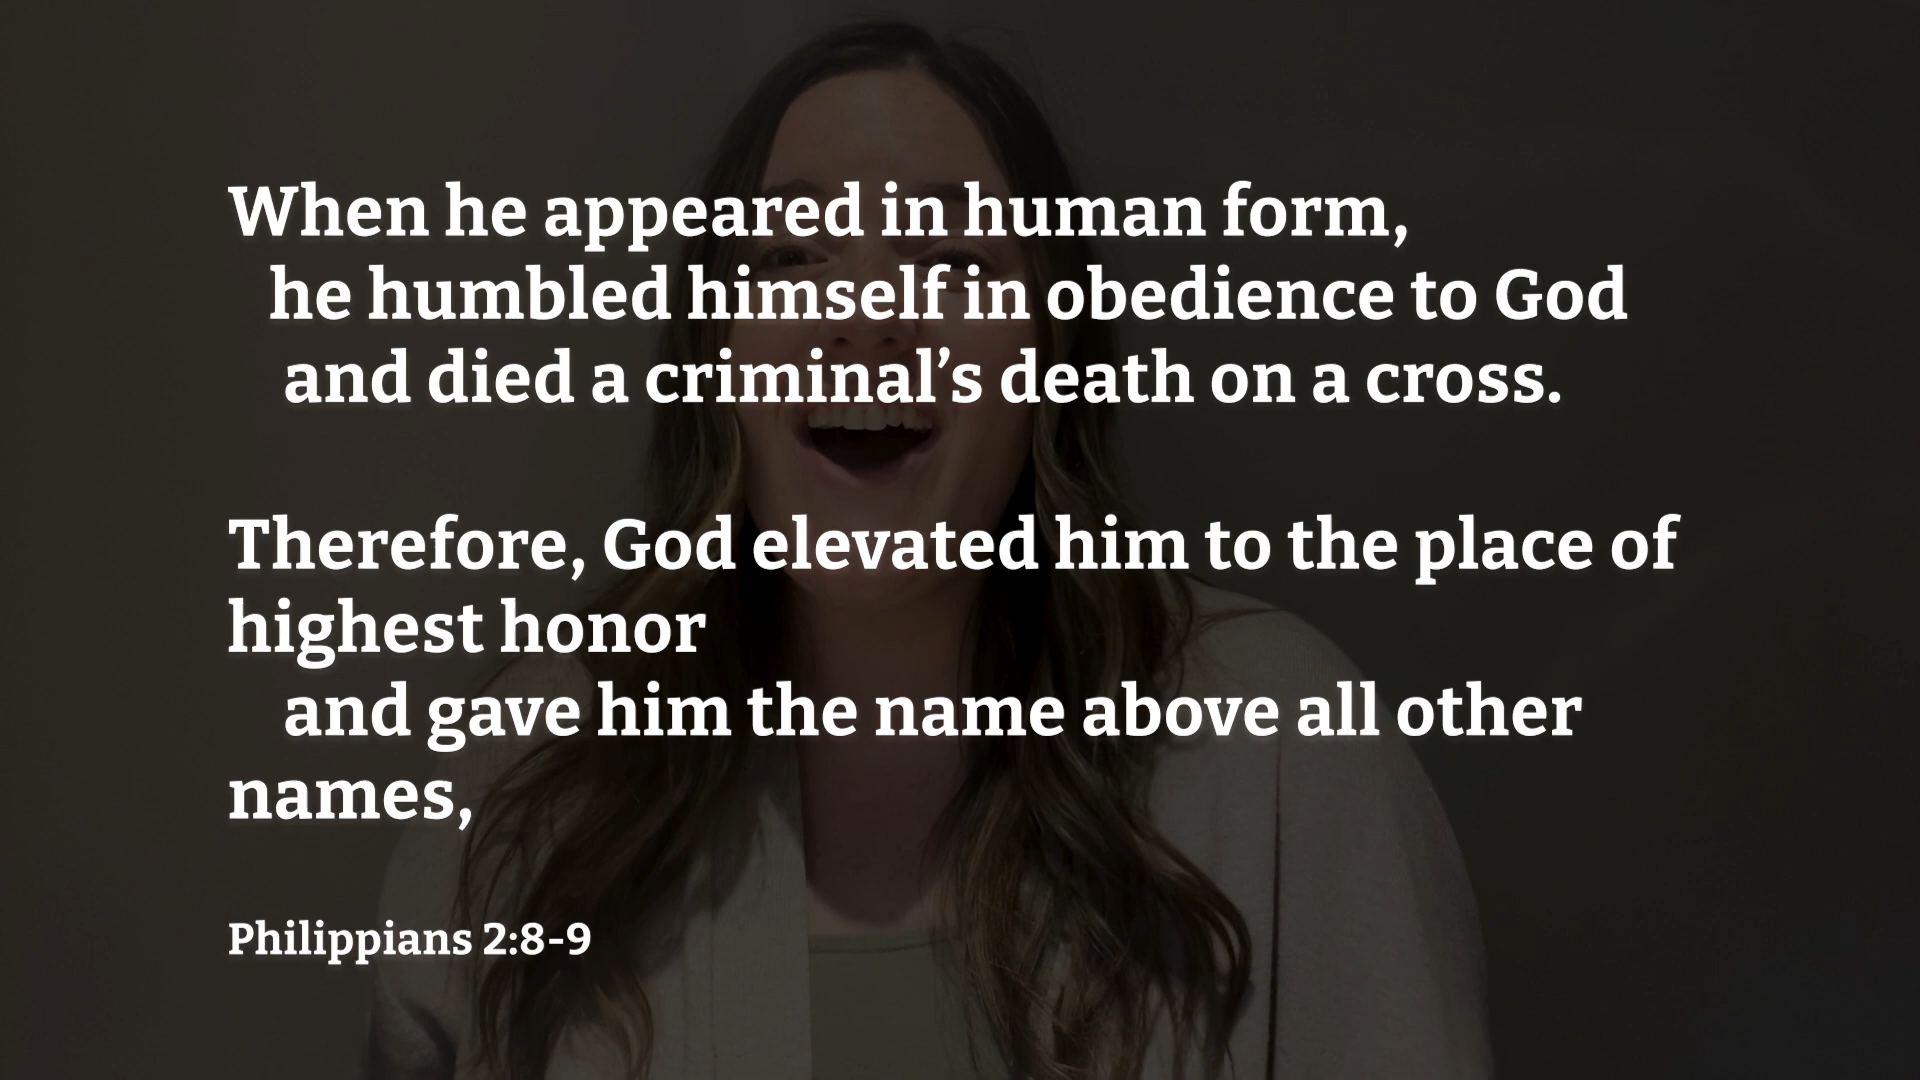 When he appeared in human form,
he humbled himself in obedience to God
and died a criminal’s death on a cross.
Therefore, God elevated him to the place of
highest honor
and gave him the name above all other
names,
Philippians 2:8-9